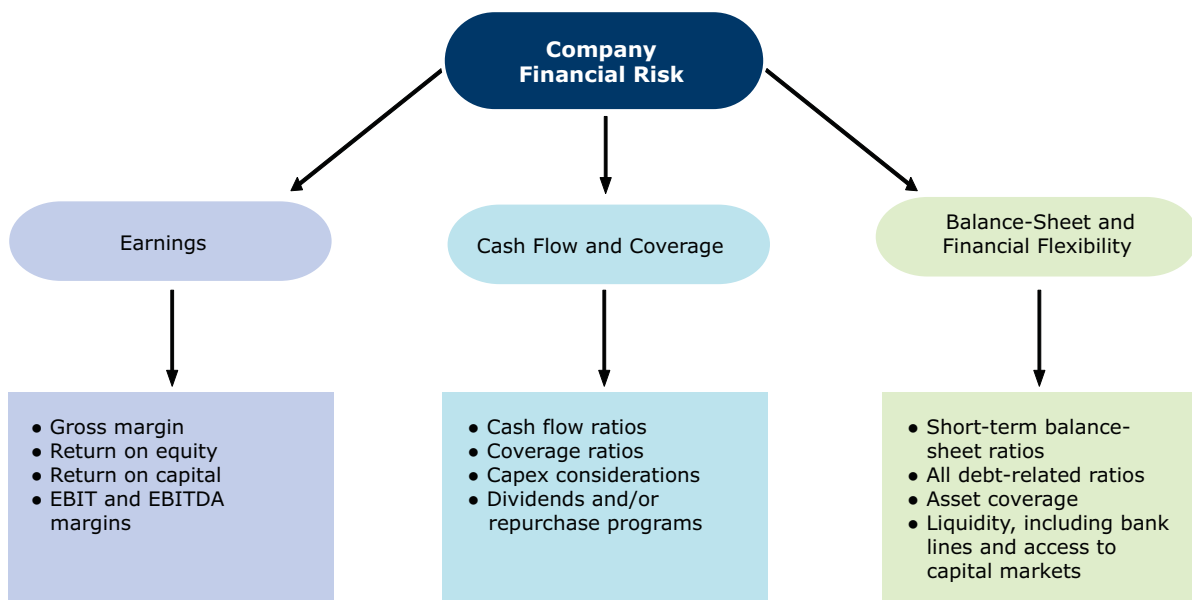 Company
Financial Risk
Earnings
Cash Flow and Coverage
Balance-Sheet and
Financial Flexibility
● Gross margin
● Return on equity
● Return on capital
● EBIT and EBITDA
margins
● Cash flow ratios
● Coverage ratios
● Capex considerations
● Dividends and/or
repurchase programs
● Short-term balance-
sheet ratios
● All debt-related ratios
● Asset coverage
● Liquidity, including bank
lines and access to
capital markets